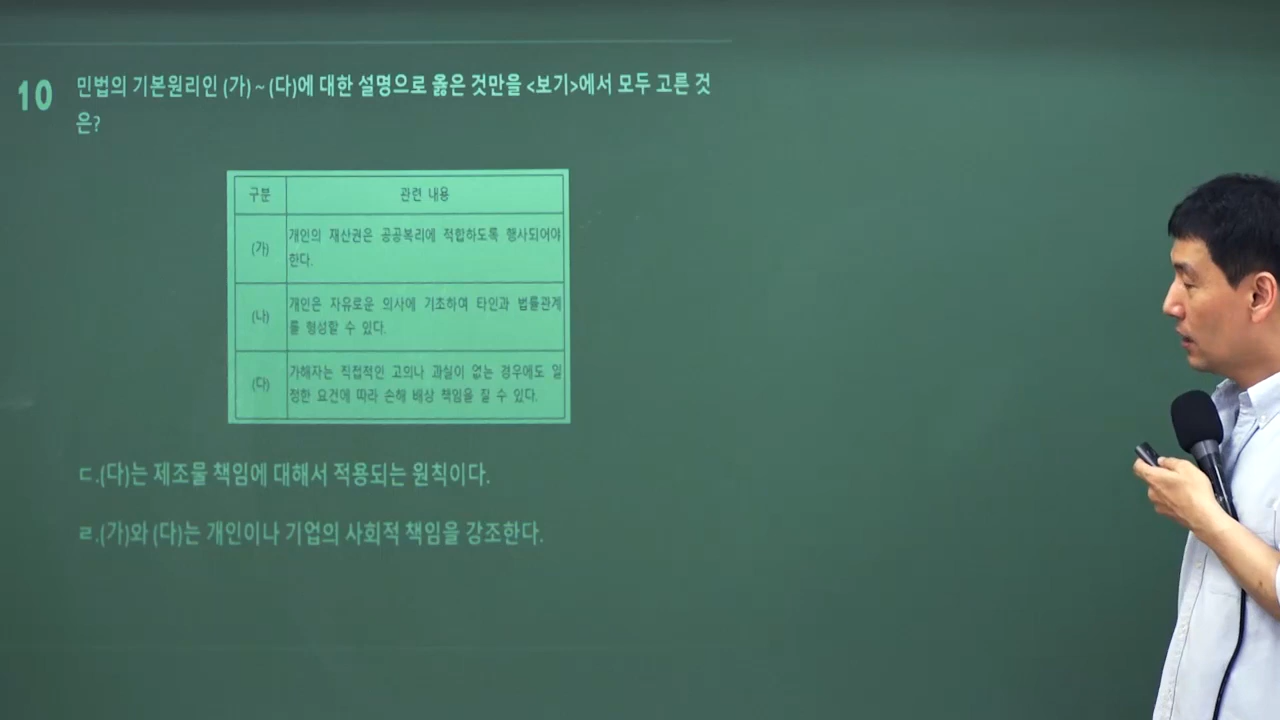 10 민법의 기본원리인 (가) ~ (다)에 대한 설명으로 옳은 것만을 <보기>에서 모두 고른 것
은?
구분 관련 내용
(가) 개인의 재산권은 공공복리에 적합하도록 행사되어야
한다.
(나) 개인은 자유로운 의사에 기초하여 타인과 법률관계
를 형성할 수 있다.
(다) 가해자는 직접적인 고의나 과실이 없는 경우에도 일
정한 요건에 따라 손해 배상 책임을 질 수 있다.
ㄷ.(다)는 제조물 책임에 대해서 적용되는 원칙이다.
ㄹ.(가)와 (다)는 개인이나 기업의 사회적 책임을 강조한다.